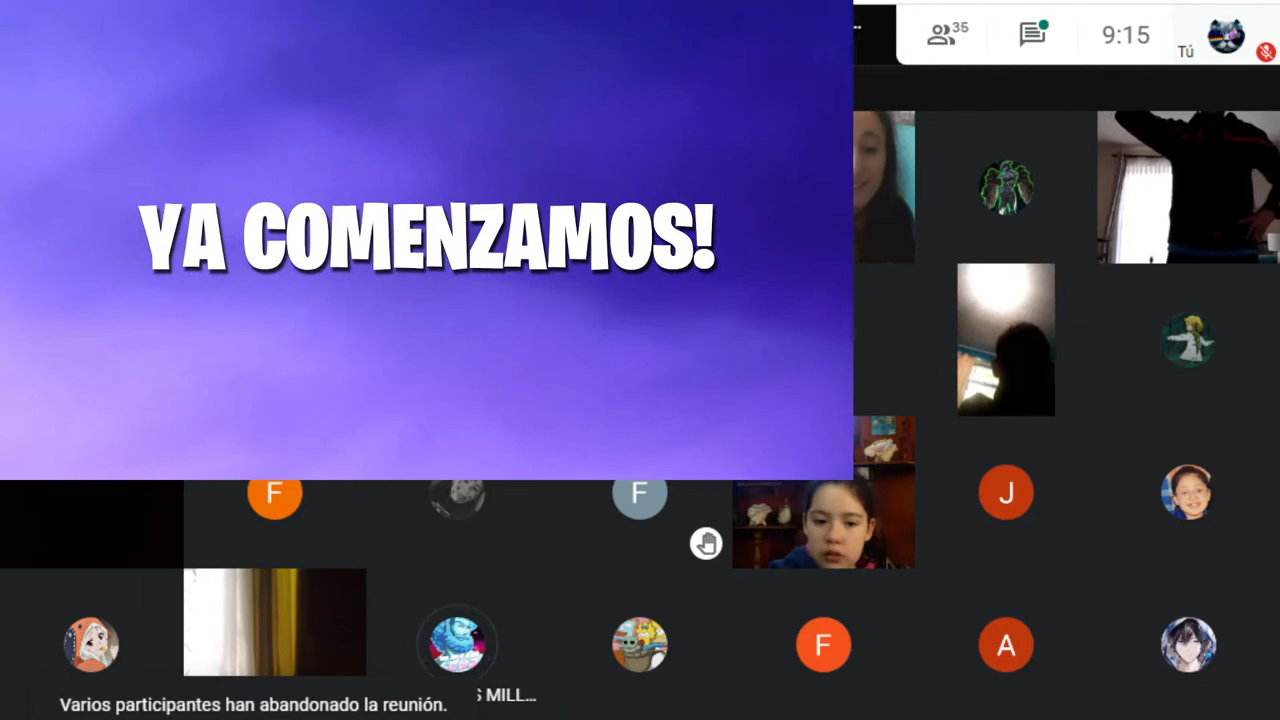 35
9:15
Tú
YA COMENZAMOS!
F
F
J
F
A
S MILL...
Varios participantes han abandonado la reunión.